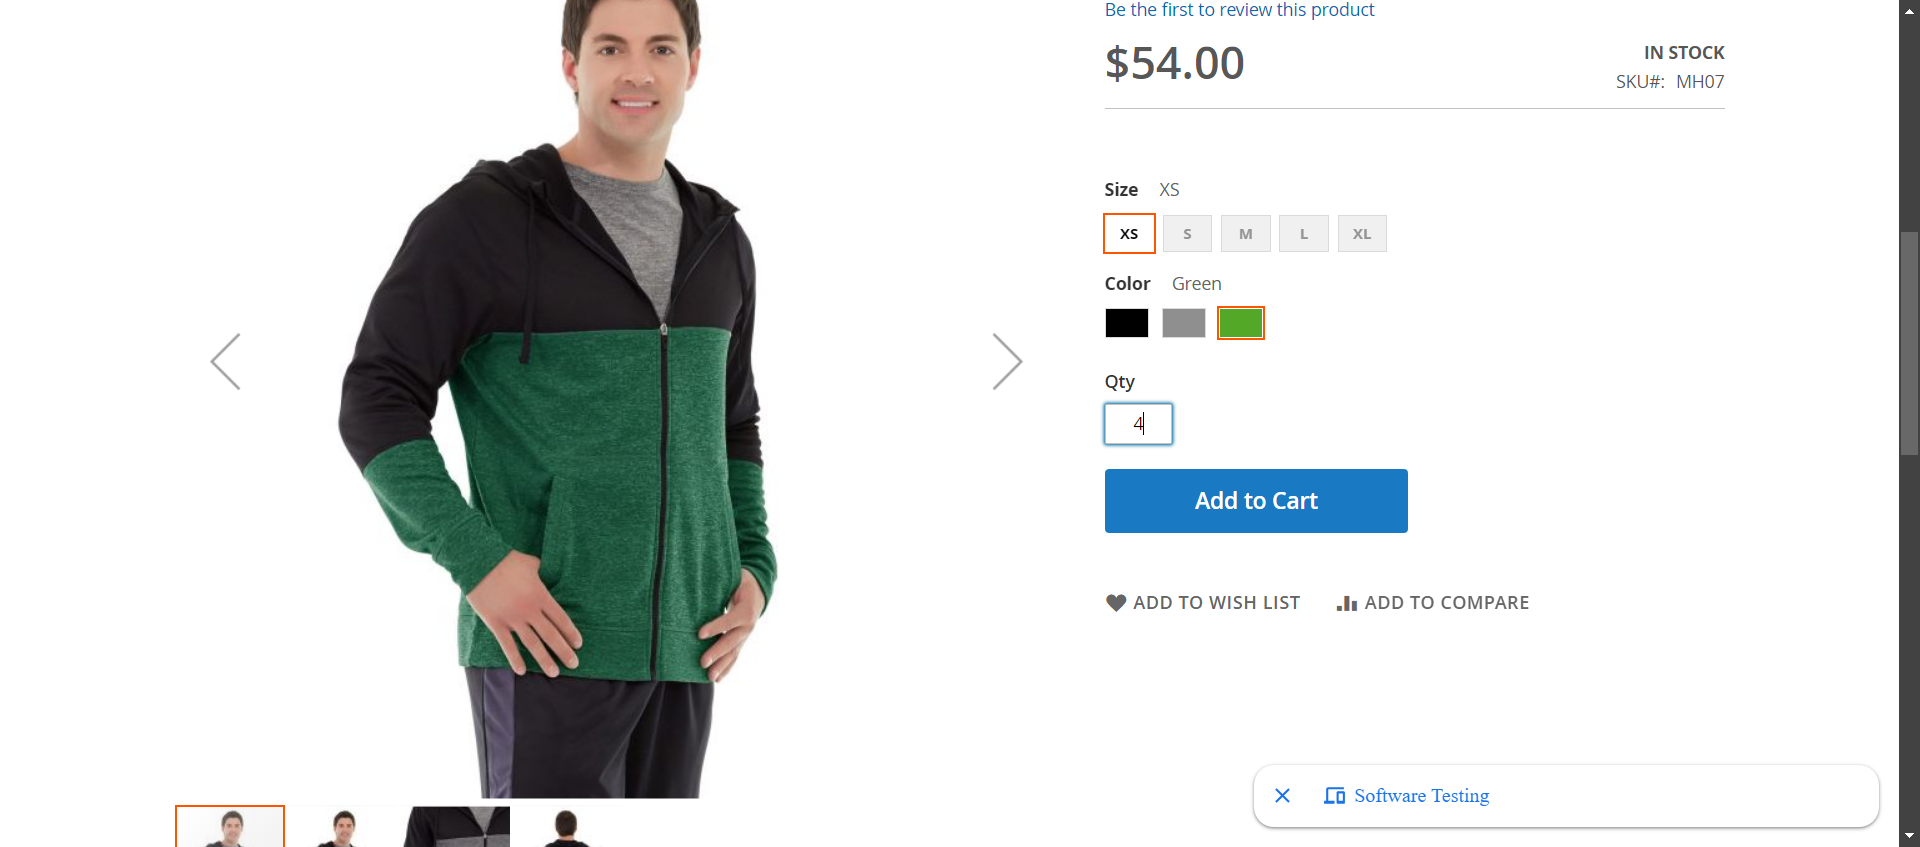 Be the first to review this product
$54.00
IN STOCK
SKU#: MH07
Size XS
XS S M L XL
Color Green
Qty
4
Add to Cart
ADD TO WISH LIST ADD TO COMPARE
Software Testing